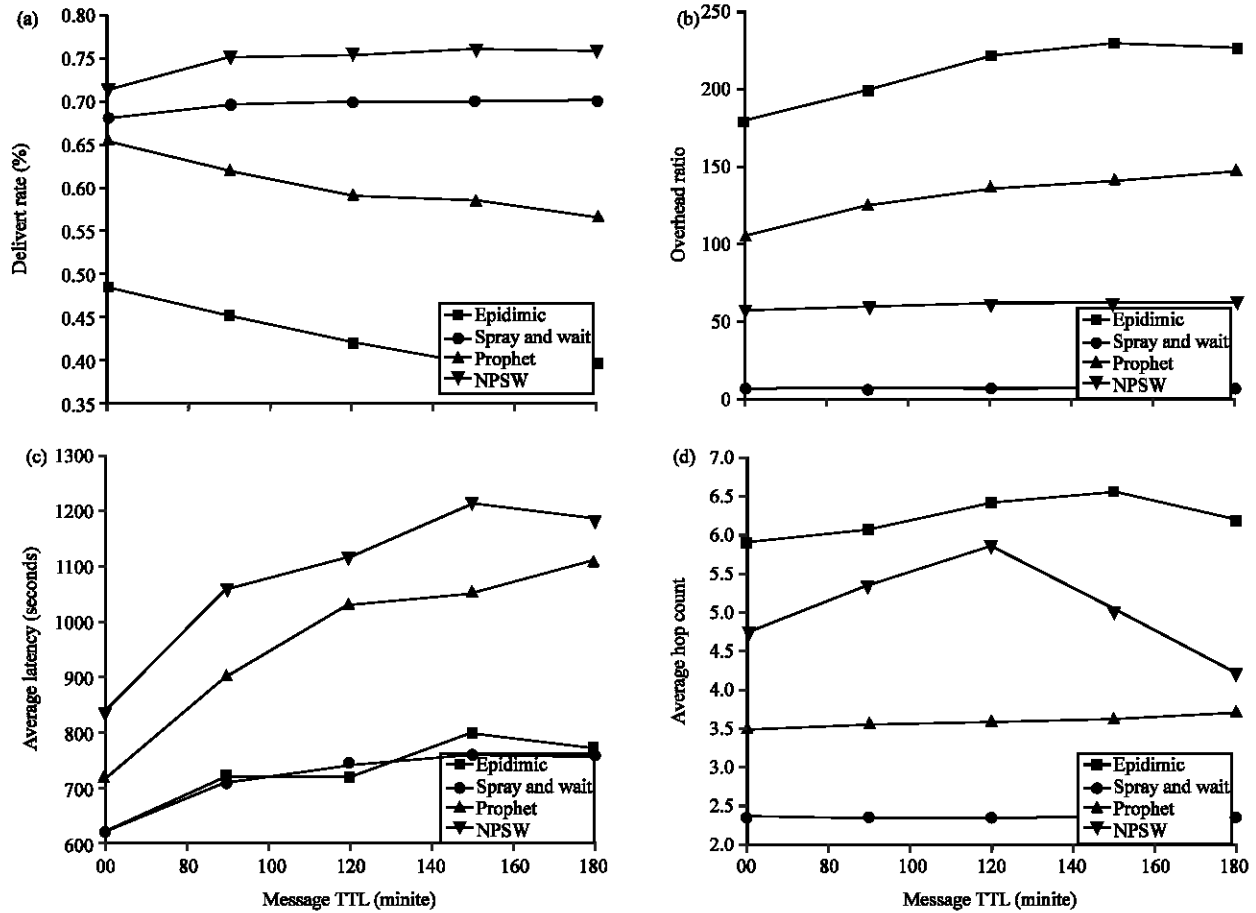 (a)
0.80
0.75
0.70
0.65
0.60
0.55
0.50
0.45
0.40
0.35
Delivert rate (%)
Epidimic
Spray and wait
Prophet
NPSW
(b)
250
200
150
100
50
0
Overhead ratio
Epidimic
Spray and wait
Prophet
NPSW
(c)
1300
1200
1100
1000
900
800
700
600
Average latency (seconds)
Epidimic
Spray and wait
Prophet
NPSW
00 80 100 120 140 160 180
Message TTL (minite)
(d)
7.0
6.5
6.0
5.5
5.0
4.5
4.0
3.5
3.0
2.5
2.0
Average hop count
Epidimic
Spray and wait
Prophet
NPSW
00 80 100 120 140 160 180
Message TTL (minite)